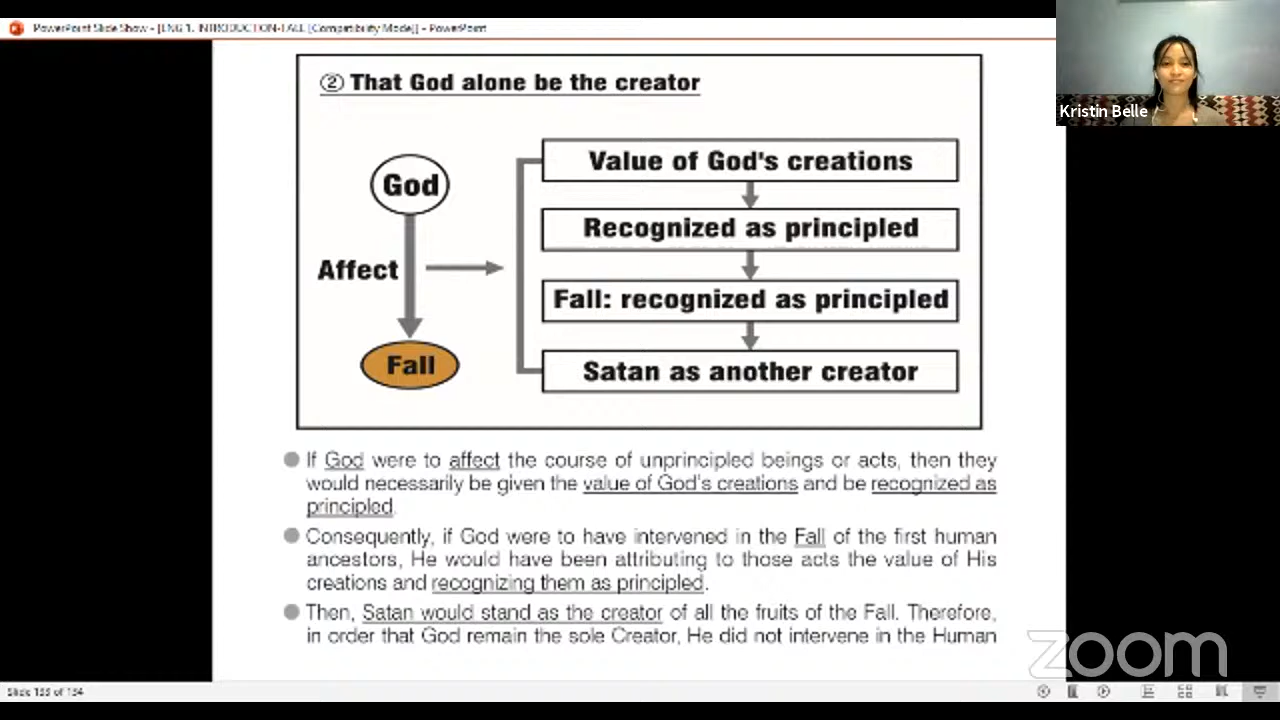 PowerPoint Slide Show - [ENG 1. INTRODUCTION-FALL [Compatibility Mode]] - PowerPoint
Kristin Belle
② That God alone be the creator
God
Affect
Fall
Value of God's creations
Recognized as principled
Fall: recognized as principled
Satan as another creator
If God were to affect the course of unprincipled beings or acts, then they
would necessarily be given the value of God's creations and be recognized as
principled.
Consequently, if God were to have intervened in the Fall of the first human
ancestors, He would have been attributing to those acts the value of His
creations and recognizing them as principled.
Then, Satan would stand as the creator of all the fruits of the Fall. Therefore,
in order that God remain the sole Creator, He did not intervene in the Human
zoom
Slide 133 of 134